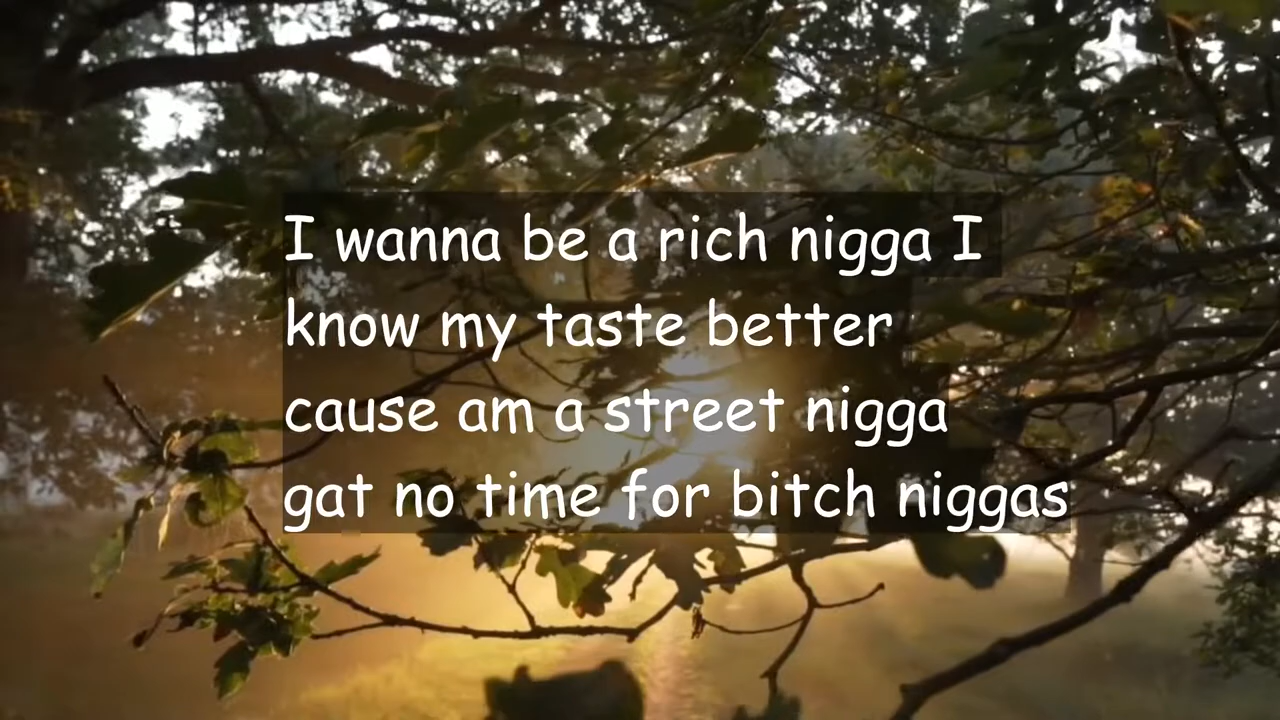 I wanna be a rich nigga I
know my taste better
cause am a street nigga
gat no time for bitch niggas